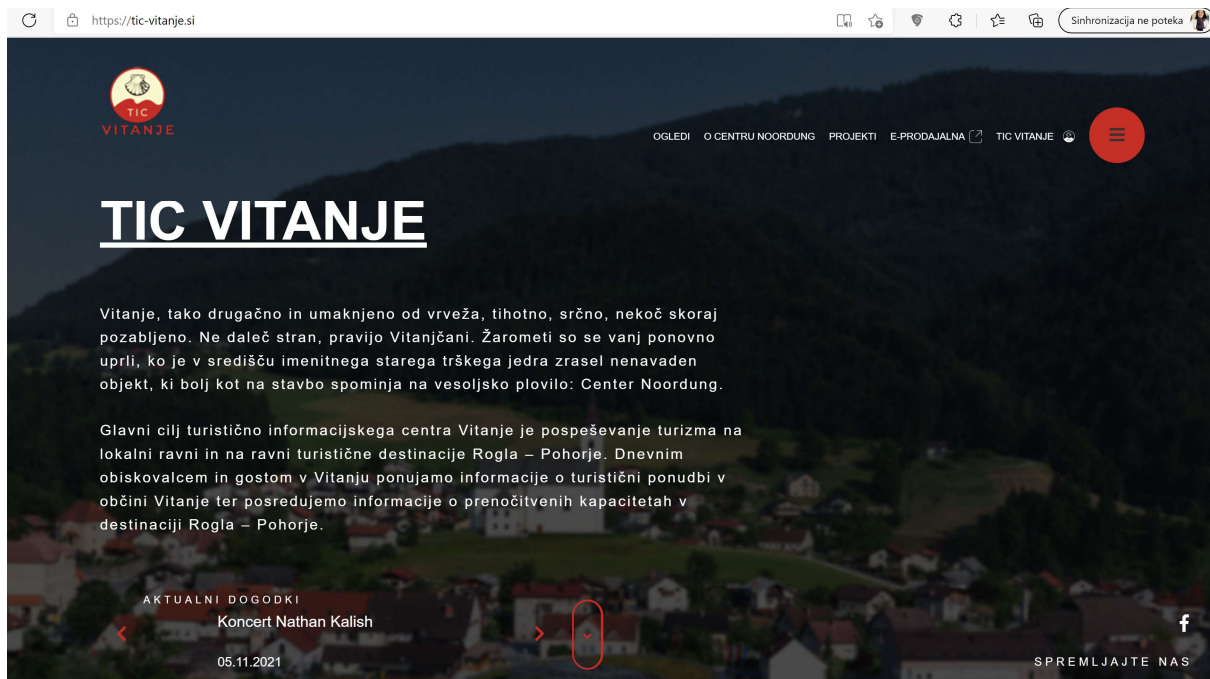 https://tic-vitanje.si
Sinhronizacija ne poteka
TIC
VITANJE
OGLEDI O CENTRU NOORDUNG PROJEKTI E-PRODAJALNA TIC VITANJE
TIC VITANJE
Vitanje, tako drugačno in umaknjeno od vrveža, tihotno, srčno, nekoč skoraj
pozabljeno. Ne daleč stran, pravijo Vitanjčani. Žarometi so se vanj ponovno
uprli, ko je v središču imenitnega starega trškega jedra zrasel nenavaden
objekt, ki bolj kot na stavbo spominja na vesoljsko plovilo: Center Noordung.
Glavni cilj turistično informacijskega centra Vitanje je pospeševanje turizma na
lokalni ravni in na ravni turistične destinacije Rogla – Pohorje. Dnevnim
obiskovalcem in gostom v Vitanju ponujamo informacije o turistični ponudbi v
občini Vitanje ter posredujemo informacije o prenočitvenih kapacitetah v
destinaciji Rogla – Pohorje.
AKTUALNI DOGODKI
Koncert Nathan Kalish
05.11.2021
SPREMLJAJTE NAS